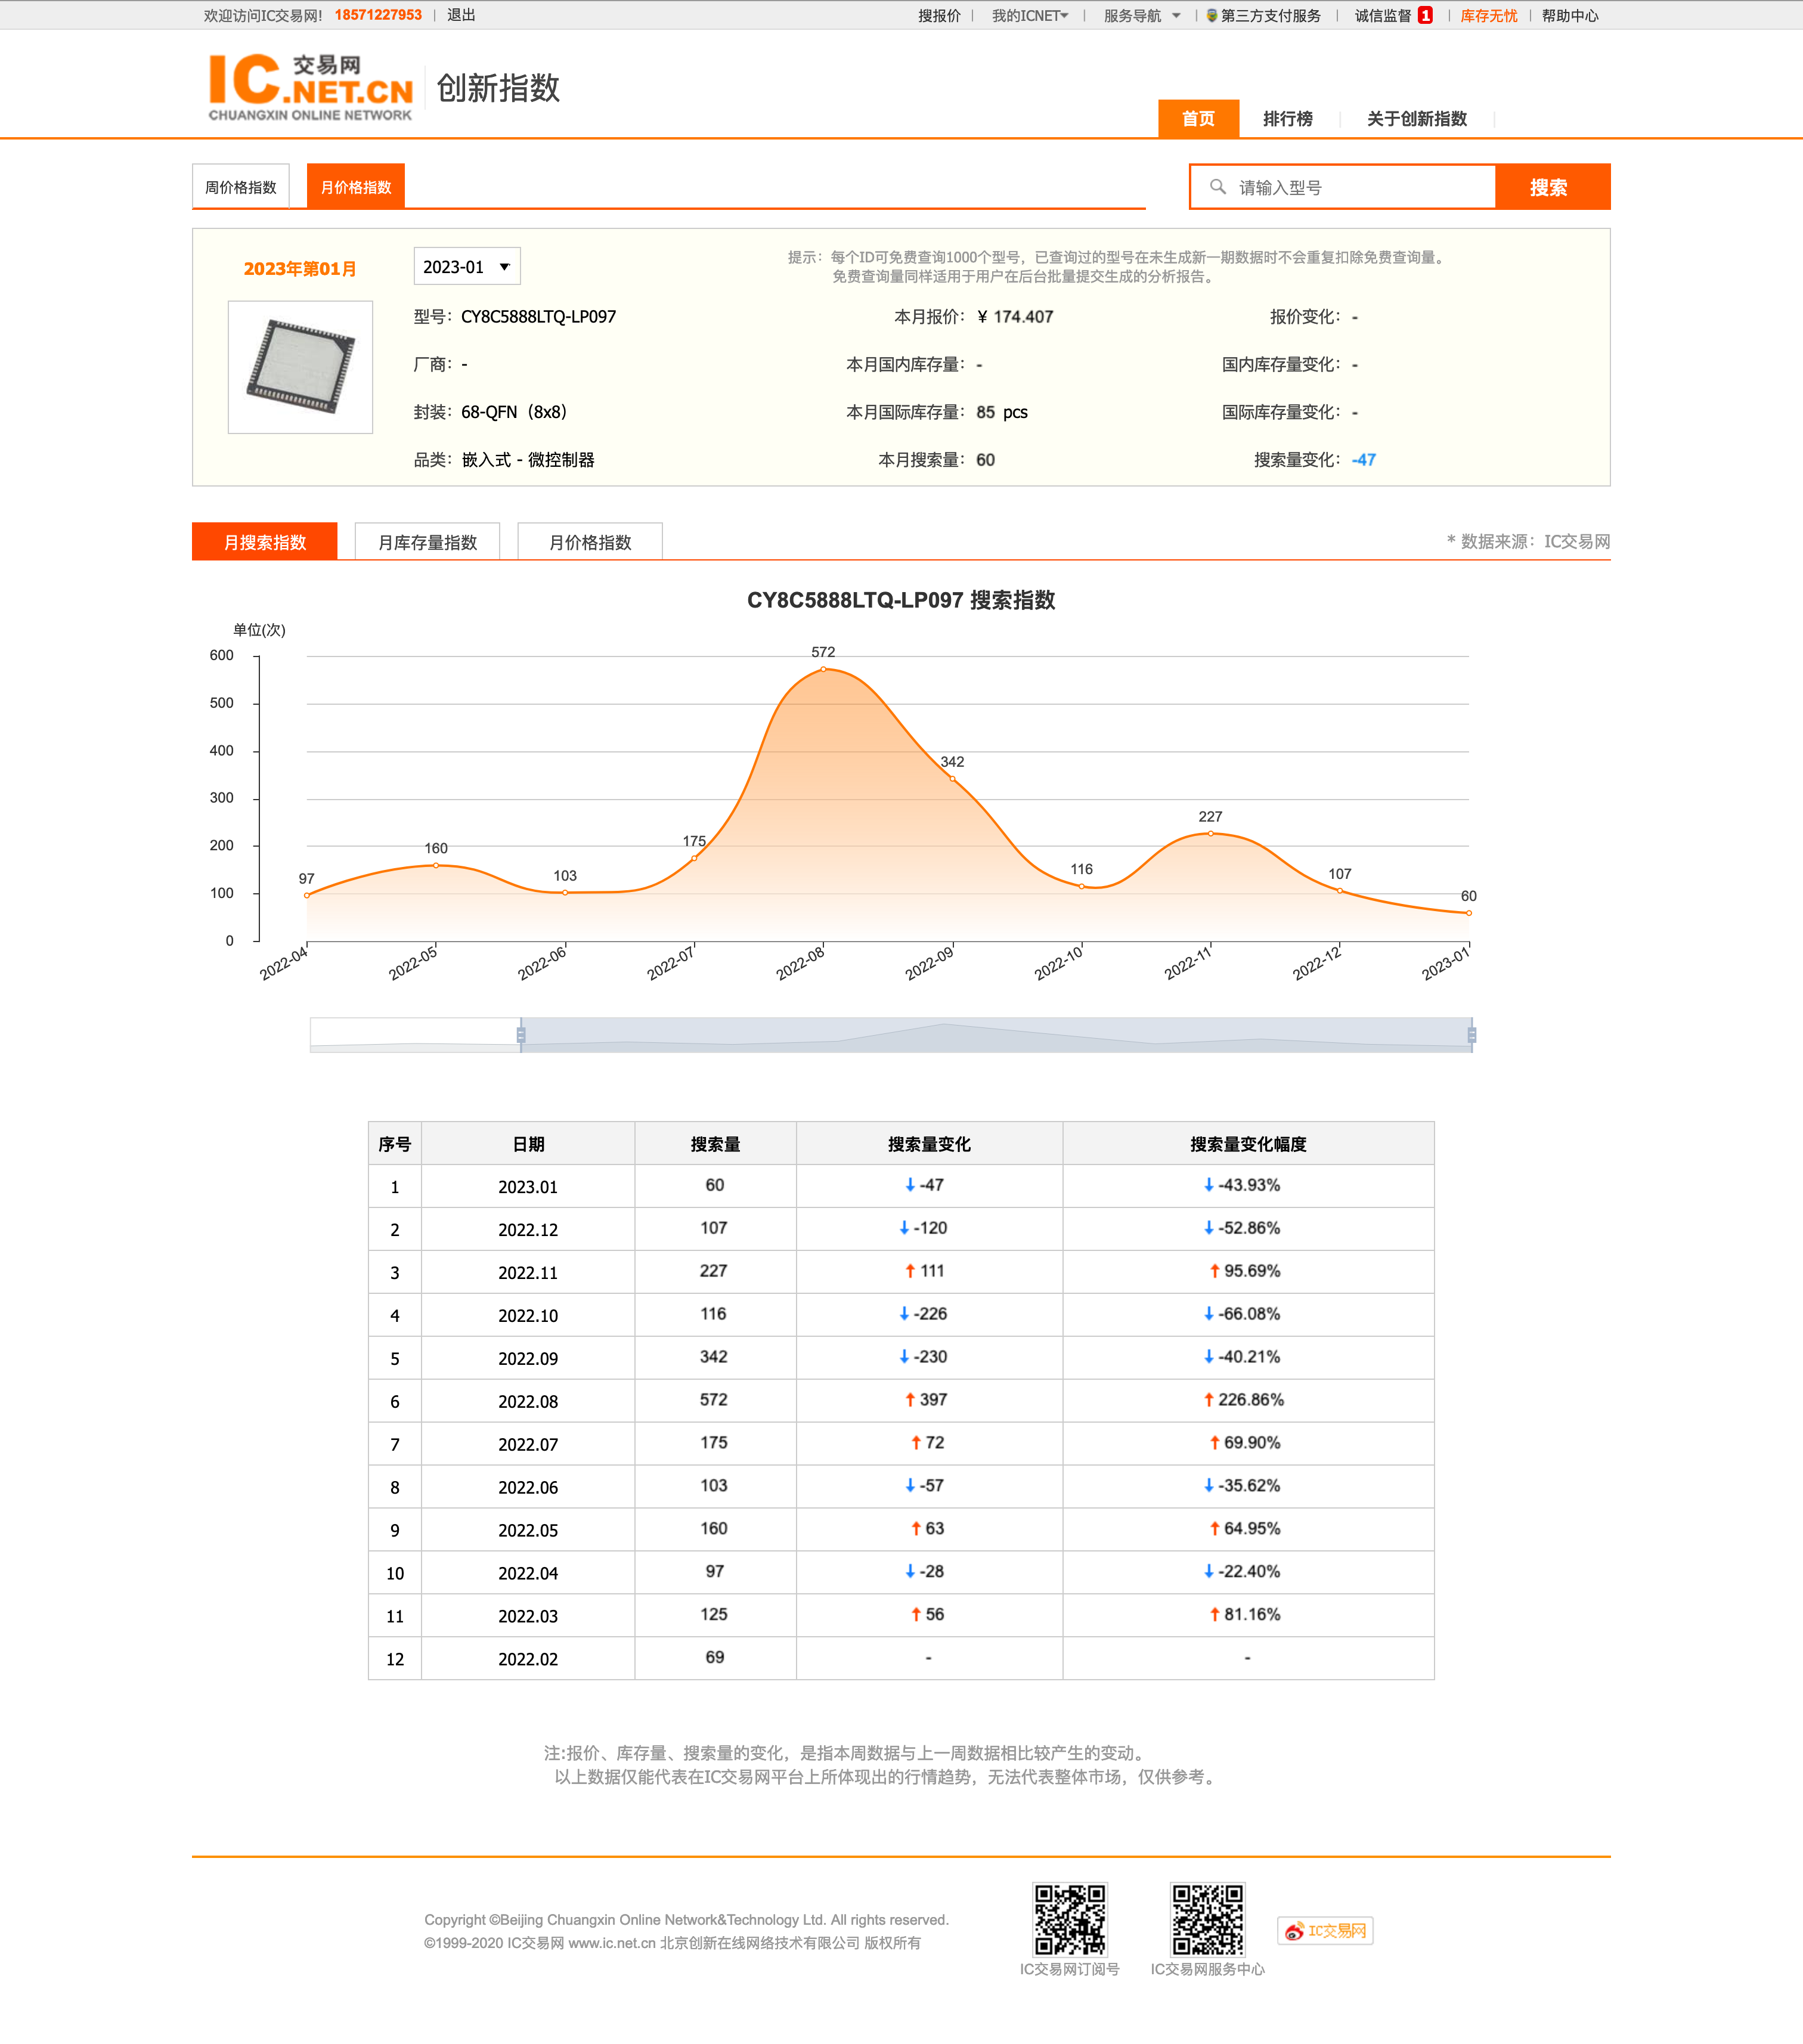 欢迎访问IC交易网! 18571227953 | 退出 搜报价 | 我的ICNET | 服务导航 | 第三方支付服务 | 诚信监督 1 | 库存无忧 | 帮助中心
IC.NET.CN 交易网
CHUANGXIN ONLINE NETWORK
创新指数
首页 排行榜 关于创新指数
周价格指数 月价格指数 请输入型号 搜索
2023年第01月 2023-01 ▼
提示：每个ID可免费查询1000个型号，已查询过的型号在未生成新一期数据时不会重复扣除免费查询量。
免费查询量同样适用于用户在后台批量提交生成的分析报告。
型号：CY8C5888LTQ-LP097 本月报价：¥ 174.407 报价变化：-
厂商：- 本月国内库存量：- 国内库存量变化：-
封装：68-QFN（8x8） 本月国际库存量：85 pcs 国际库存量变化：-
品类：嵌入式 - 微控制器 本月搜索量：60 搜索量变化：-47
月搜索指数 月库存量指数 月价格指数 * 数据来源：IC交易网
CY8C5888LTQ-LP097 搜索指数
单位(次)
600
500
400
300
200
100
0
97 160 103 175 572 342 116 227 107 60
2022-04 2022-05 2022-06 2022-07 2022-08 2022-09 2022-10 2022-11 2022-12 2023-01
序号 日期 搜索量 搜索量变化 搜索量变化幅度
1 2023.01 60 ↓ -47 ↓ -43.93%
2 2022.12 107 ↓ -120 ↓ -52.86%
3 2022.11 227 ↑ 111 ↑ 95.69%
4 2022.10 116 ↓ -226 ↓ -66.08%
5 2022.09 342 ↓ -230 ↓ -40.21%
6 2022.08 572 ↑ 397 ↑ 226.86%
7 2022.07 175 ↑ 72 ↑ 69.90%
8 2022.06 103 ↓ -57 ↓ -35.62%
9 2022.05 160 ↑ 63 ↑ 64.95%
10 2022.04 97 ↓ -28 ↓ -22.40%
11 2022.03 125 ↑ 56 ↑ 81.16%
12 2022.02 69 - -
注:报价、库存量、搜索量的变化，是指本周数据与上一周数据相比较产生的变动。
以上数据仅能代表在IC交易网平台上所体现出的行情趋势，无法代表整体市场，仅供参考。
Copyright ©Beijing Chuangxin Online Network&Technology Ltd. All rights reserved.
©1999-2020 IC交易网 www.ic.net.cn 北京创新在线网络技术有限公司 版权所有
IC交易网订阅号 IC交易网服务中心 IC交易网